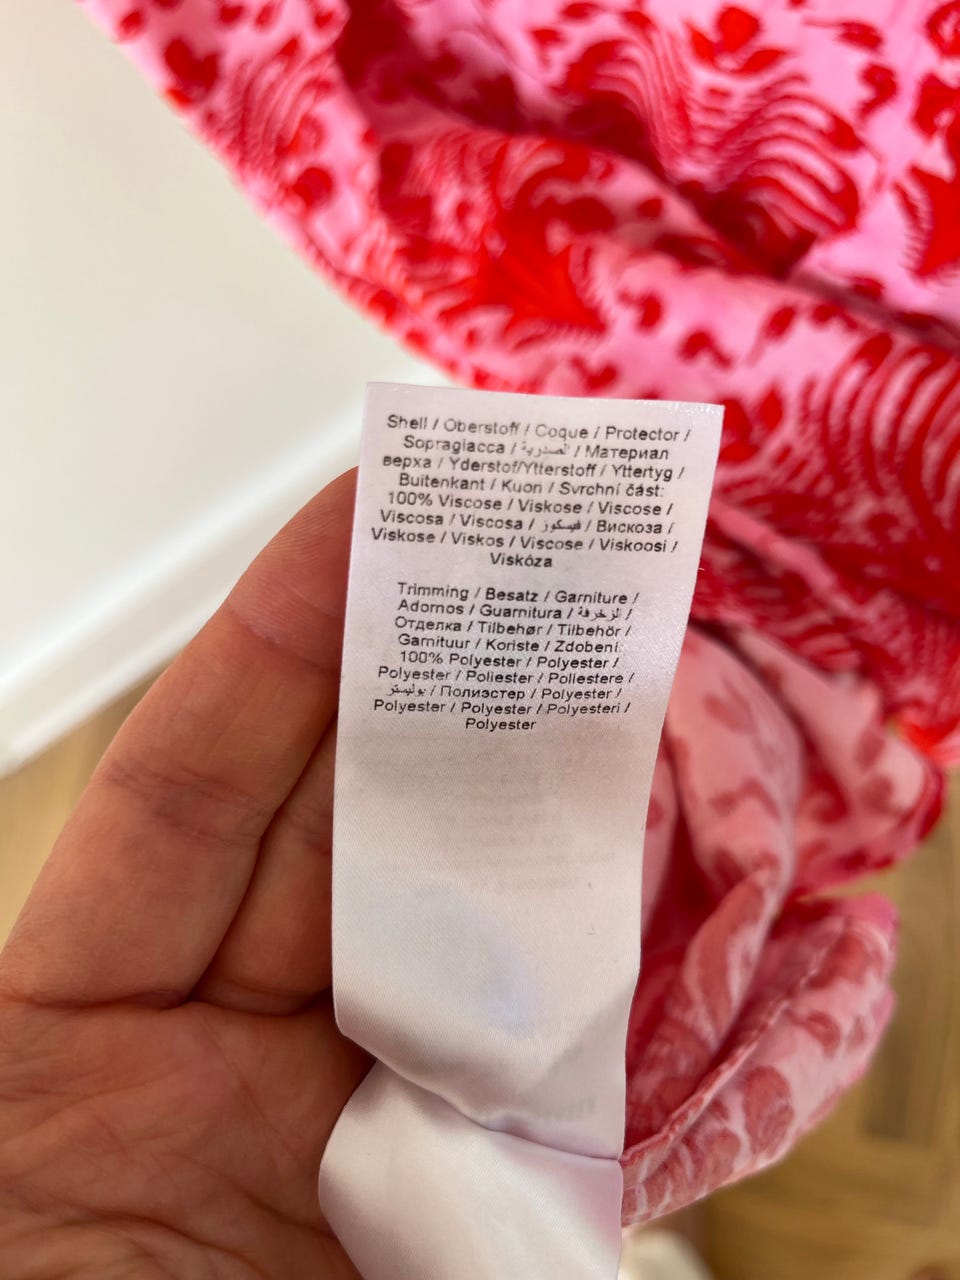 Shell / Oberstoff / Coque / Protector /
Sopragiacca / الصدرية / Материал
верха / Yderstof/Ytterstoff / Yttertyg /
Buitenkant / Kuori / Svrchní část:
100% Viscose / Viskose / Viscose /
Viscosa / Viscosa / فيسكوز / Вискоза /
Viskose / Viskos / Viscose / Viskoosi /
Viskóza
Trimming / Besatz / Garniture /
Adornos / Guarnitura / الزخرفة /
Отделка / Tilbehør / Tilbehör /
Garnituur / Koriste / Zdobení:
100% Polyester / Polyester /
Polyester / Poliester / Poliestere /
بوليستر / Полиэстер / Polyester /
Polyester / Polyester / Polyesteri /
Polyester